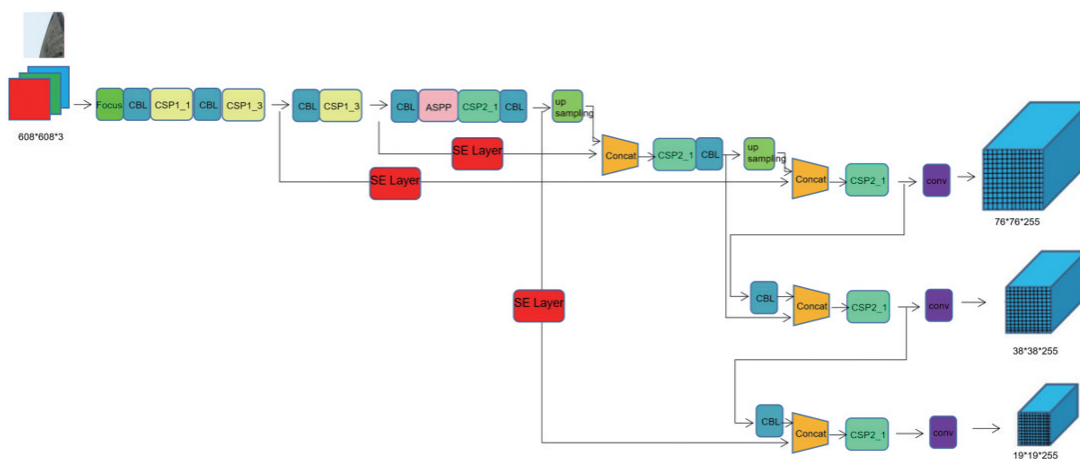 608*608*3
Focus
CBL
CSP1_1
CBL
CSP1_3
CBL
CSP1_3
CBL
ASPP
CSP2_1
CBL
up
sampling
SE Layer
SE Layer
Concat
CSP2_1
CBL
up
sampling
Concat
CSP2_1
conv
76*76*255
SE Layer
CBL
Concat
CSP2_1
conv
38*38*255
CBL
Concat
CSP2_1
conv
19*19*255